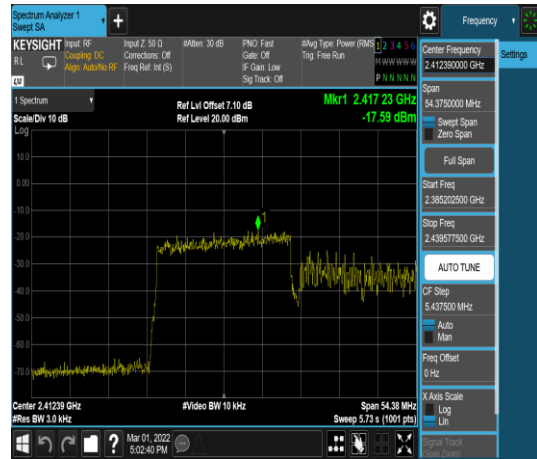 Spectrum Analyzer 1
Swept SA
+
Frequency
KEYSIGHT Input: RF Input Z: 50 Ω #Atten: 30 dB PNO: Fast #Avg Type: Power (RMS 1 2 3 4 5 6
RL Coupling: DC Corrections: Off Gate: Off Trig: Free Run M W W W W W
Align: Auto/No RF Freq Ref: Int (S) IF Gain: Low
Sig Track: Off P N N N N N
LXI
1 Spectrum
Scale/Div 10 dB
Ref Lvl Offset 7.10 dB
Ref Level 20.00 dBm
Mkr1 2.417 23 GHz
-17.59 dBm
Log
10.0
0.00
-10.0
-20.0
-30.0
-40.0
-50.0
-60.0
-70.0
1
Center 2.41239 GHz #Video BW 10 kHz Span 54.38 MHz
#Res BW 3.0 kHz Sweep 5.73 s (1001 pts)
? Mar 01, 2022
5:02:40 PM
Center Frequency
2.412390000 GHz
Settings
Span
54.3750000 MHz
Swept Span
Zero Span
Full Span
Start Freq
2.385202500 GHz
Stop Freq
2.439577500 GHz
AUTO TUNE
CF Step
5.437500 MHz
Auto
Man
Freq Offset
0 Hz
X Axis Scale
Log
Lin
Signal Track
(Span Zoom)